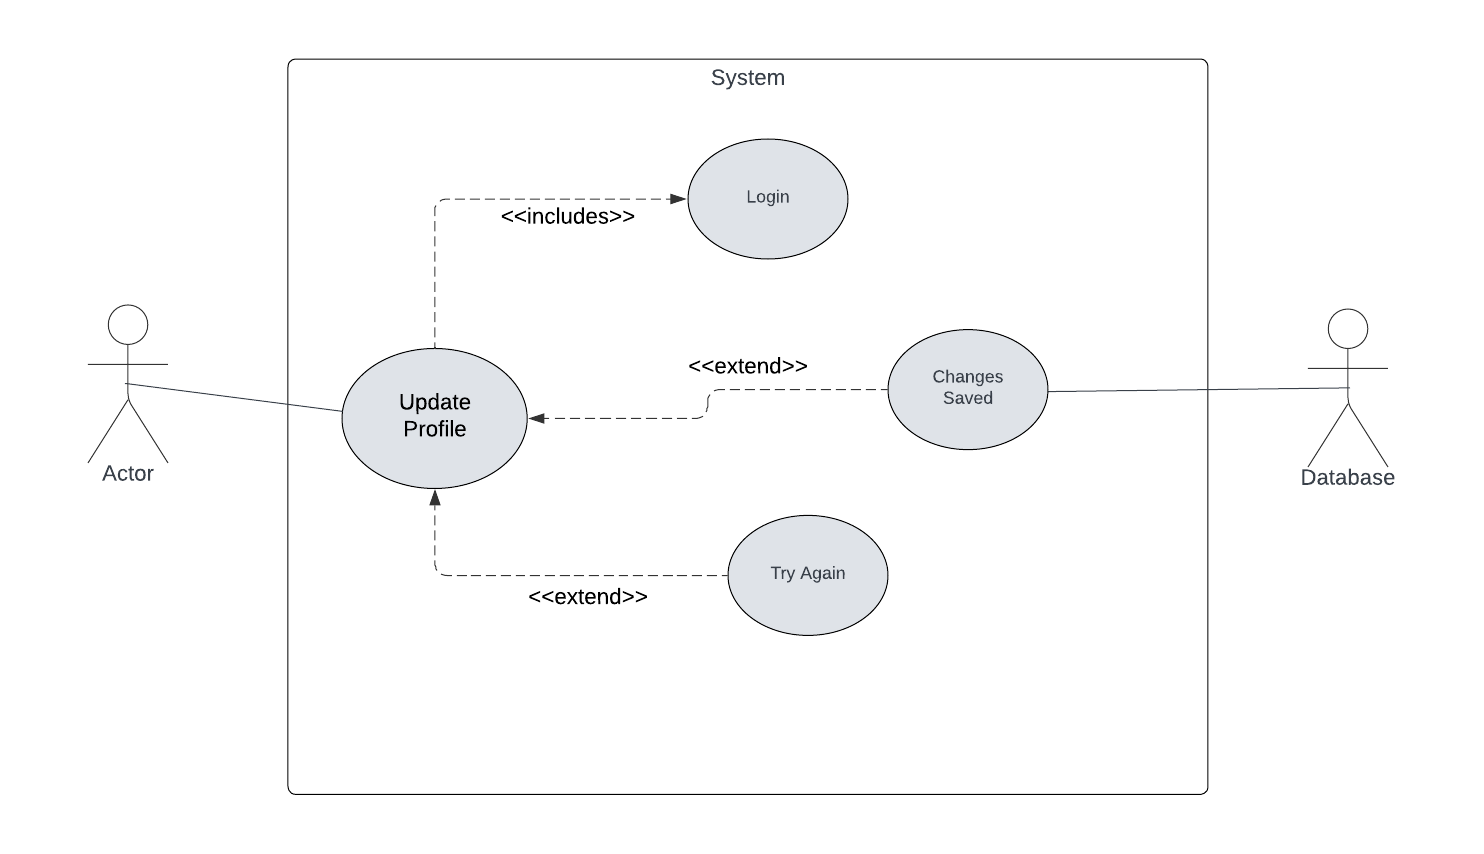 System
Login
<<includes>>
<<extend>>
Changes
Saved
Update
Profile
Actor
Database
Try Again
<<extend>>